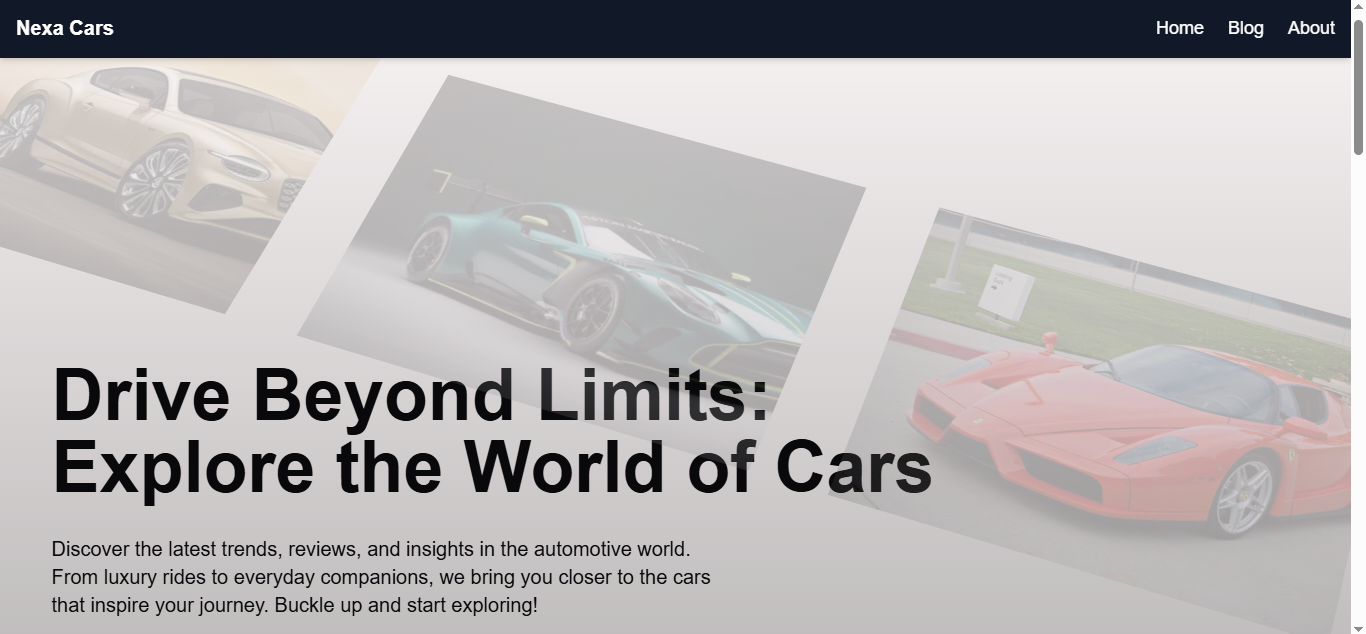 Nexa Cars
Home Blog About
Drive Beyond Limits:
Explore the World of Cars
Discover the latest trends, reviews, and insights in the automotive world.
From luxury rides to everyday companions, we bring you closer to the cars
that inspire your journey. Buckle up and start exploring!